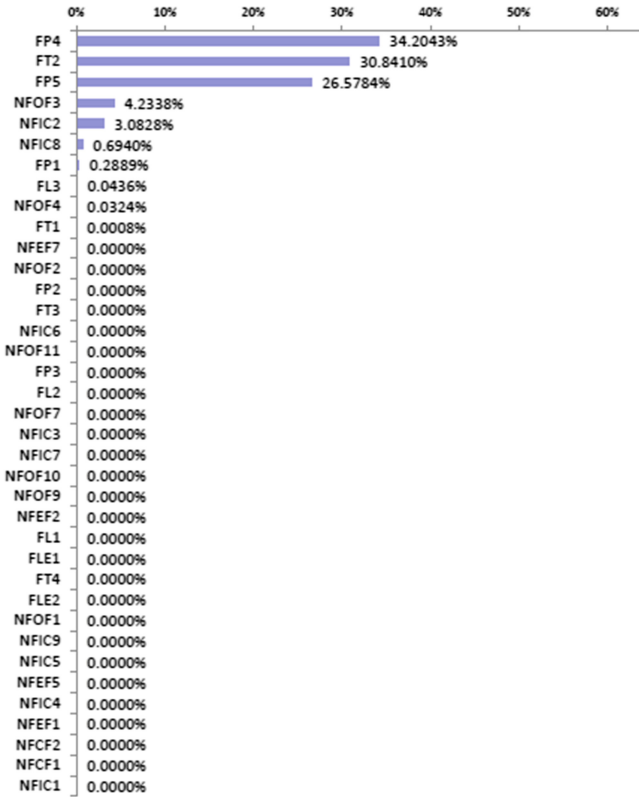 0% 10% 20% 30% 40% 50% 60%
FP4 34.2043%
FT2 30.8410%
FP5 26.5784%
NFOF3 4.2338%
NFIC2 3.0828%
NFIC8 0.6940%
FP1 0.2889%
FL3 0.0436%
NFOF4 0.0324%
FT1 0.0008%
NFEF7 0.0000%
NFOF2 0.0000%
FP2 0.0000%
FT3 0.0000%
NFIC6 0.0000%
NFOF11 0.0000%
FP3 0.0000%
FL2 0.0000%
NFOF7 0.0000%
NFIC3 0.0000%
NFIC7 0.0000%
NFOF10 0.0000%
NFOF9 0.0000%
NFEF2 0.0000%
FL1 0.0000%
FLE1 0.0000%
FT4 0.0000%
FLE2 0.0000%
NFOF1 0.0000%
NFIC9 0.0000%
NFIC5 0.0000%
NFEF5 0.0000%
NFIC4 0.0000%
NFEF1 0.0000%
NFCF2 0.0000%
NFCF1 0.0000%
NFIC1 0.0000%